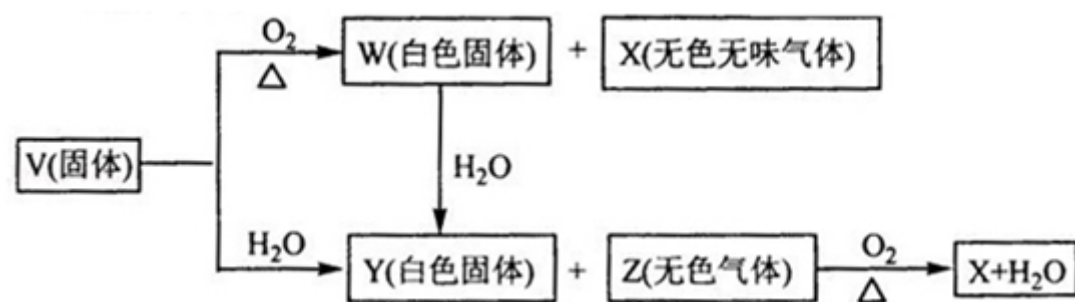 O₂
W(白色固体) + X(无色无味气体)
△
V(固体)
H₂O
H₂O
Y(白色固体) + Z(无色气体)
O₂
△
X+H₂O